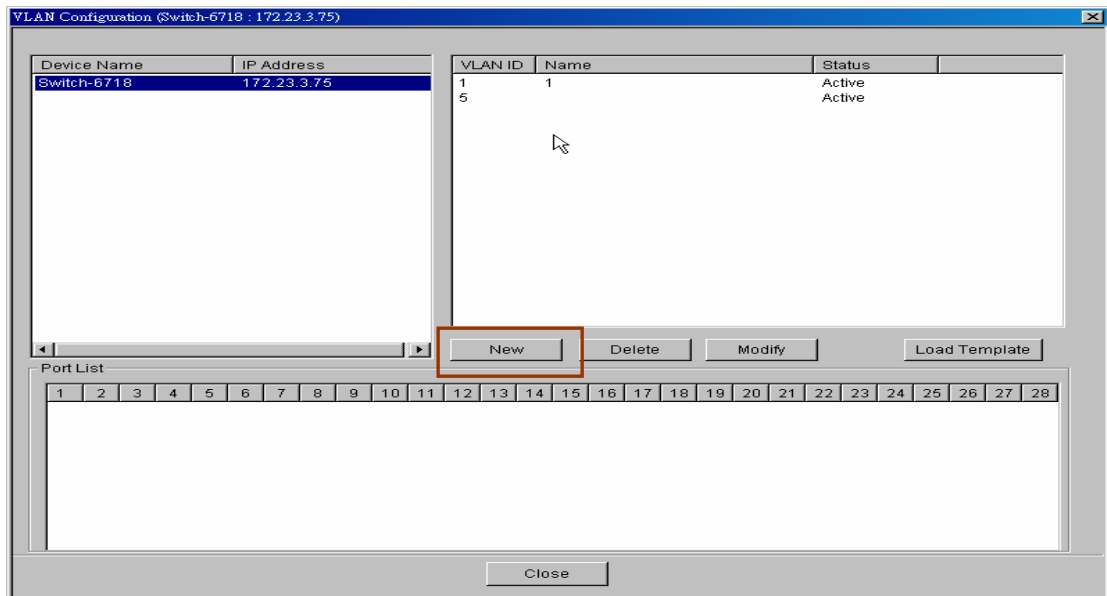 VLAN Configuration (Switch-6718 : 172.23.3.75)
Device Name IP Address
Switch-6718 172.23.3.75
VLAN ID Name Status
1 1 Active
5 Active
New Delete Modify Load Template
Port List
1 2 3 4 5 6 7 8 9 10 11 12 13 14 15 16 17 18 19 20 21 22 23 24 25 26 27 28
Close